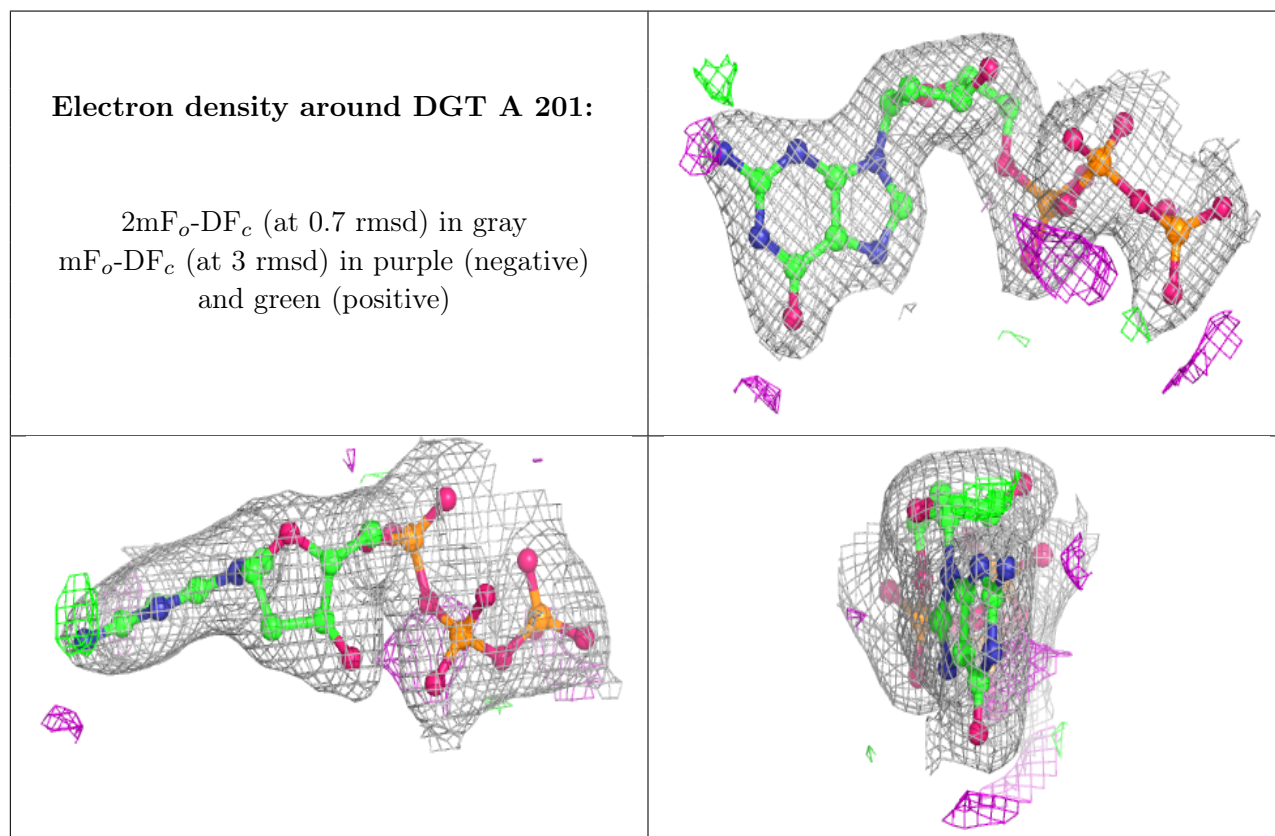 Electron density around DGT A 201:
2mFo-DFc (at 0.7 rmsd) in gray
mFo-DFc (at 3 rmsd) in purple (negative)
and green (positive)